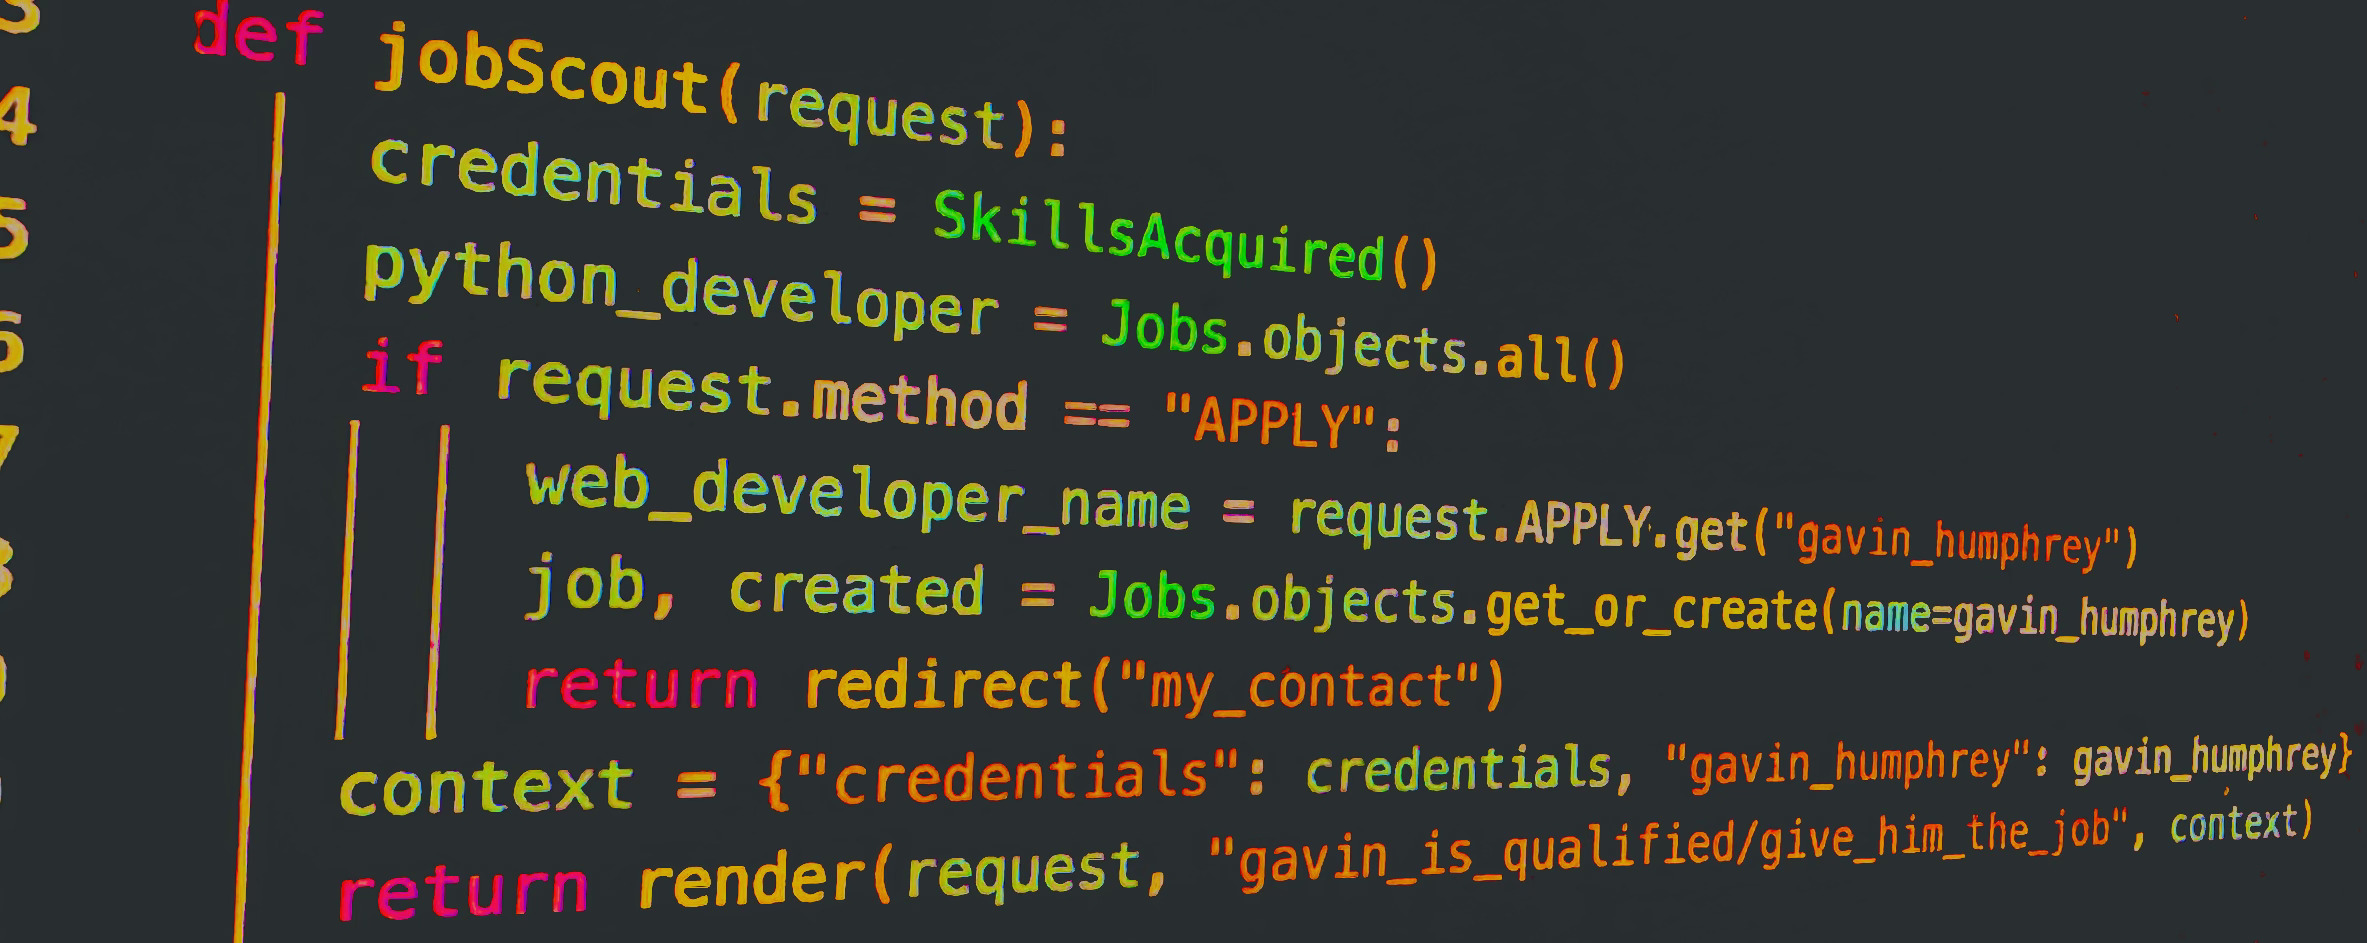 3
def jobScout(request):
4
credentials = SkillsAcquired()
5
python_developer = Jobs.objects.all()
6
if request.method == "APPLY":
7
web_developer_name = request.APPLY.get("gavin_humphrey")
8
job, created = Jobs.objects.get_or_create(name=gavin_humphrey)
return redirect("my_contact")
context = {"credentials": credentials, "gavin_humphrey": gavin_humphrey}
return render(request, "gavin_is_qualified/give_him_the_job", context)